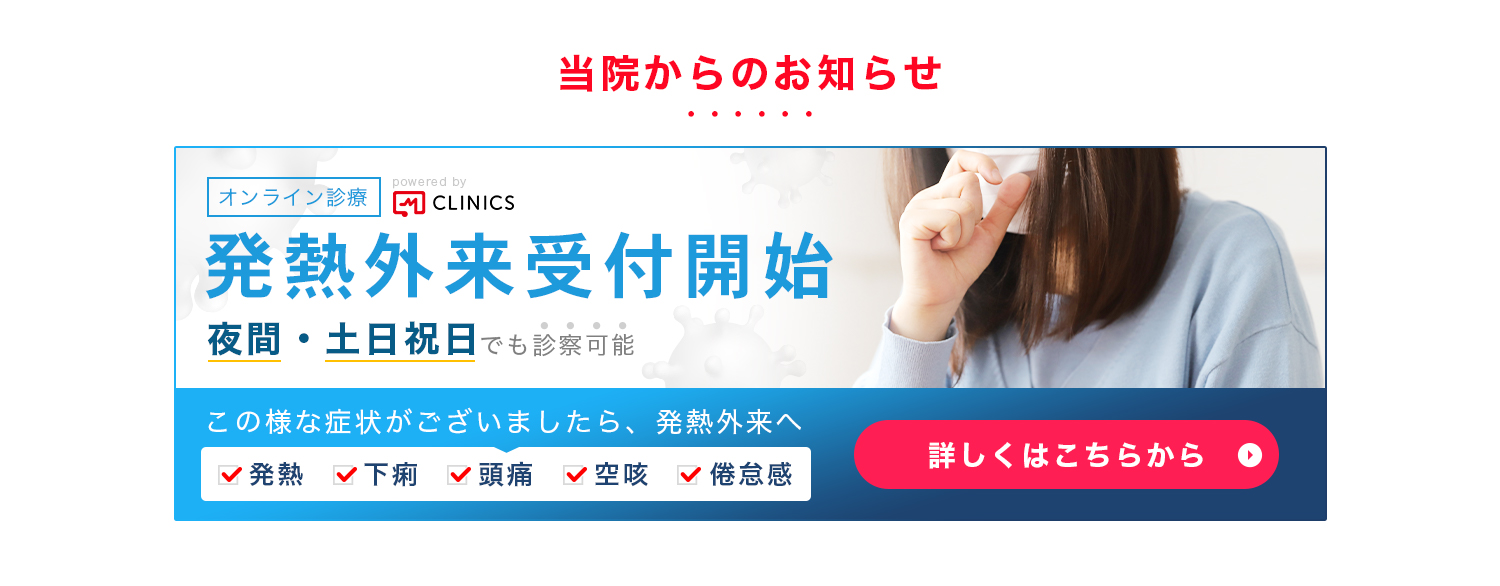 当院からのお知らせ
オンライン診療
powered by
CLINICS
発熱外来受付開始
夜間・土日祝日でも診察可能
この様な症状がございましたら、発熱外来へ
発熱 下痢 頭痛 空咳 倦怠感
詳しくはこちらから